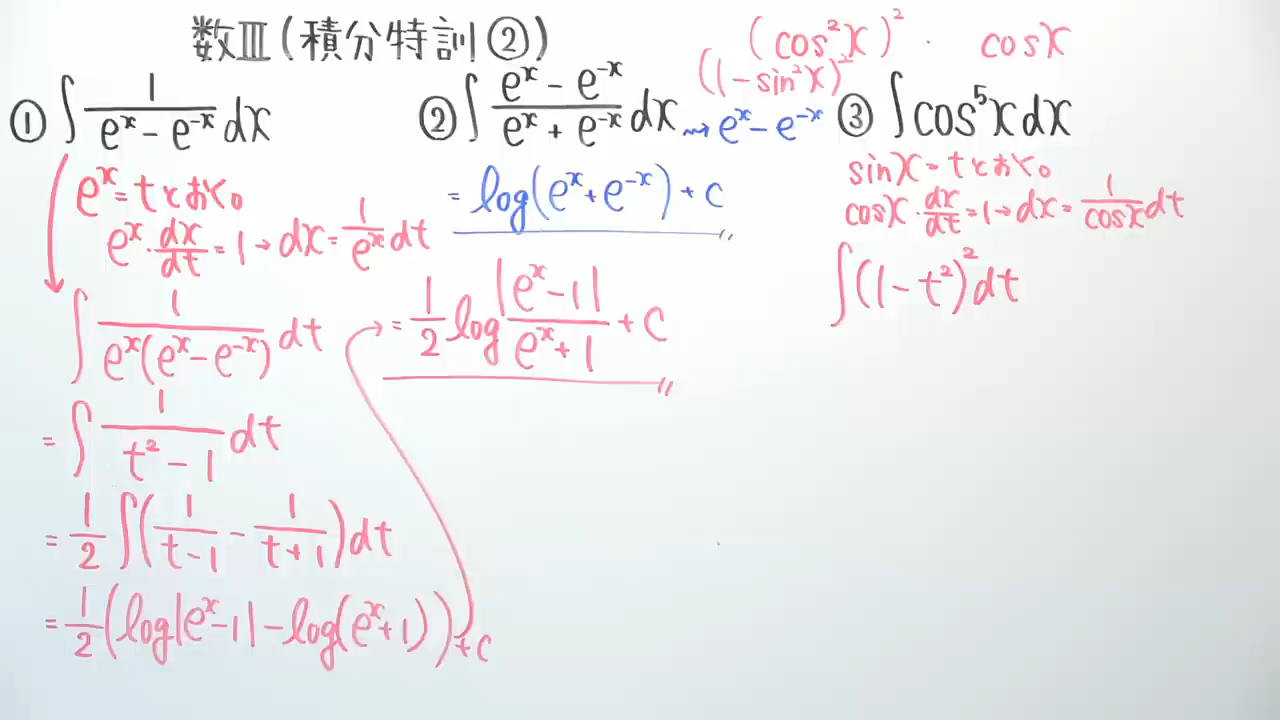 数Ⅲ(積分特訓②)
① ∫ 1/(eˣ − e⁻ˣ) dx
eˣ = tとおく。
eˣ · dx/dt = 1 → dx = 1/eˣ dt
∫ 1/(eˣ(eˣ − e⁻ˣ)) dt
= ∫ 1/(t² − 1) dt
= 1/2 ∫(1/(t−1) − 1/(t+1)) dt
= 1/2 (log|eˣ−1| − log(eˣ+1)) + C
= 1/2 log |eˣ−1|/(eˣ+1) + C
② ∫ (eˣ − e⁻ˣ)/(eˣ + e⁻ˣ) dx → eˣ − e⁻ˣ
= log(eˣ + e⁻ˣ) + C
(cos²x)² · cosx
(1 − sin²x)²
③ ∫cos⁵x dx
sinx = tとおく。
cosx · dx/dt = 1 → dx = 1/cosx dt
∫(1 − t²)² dt